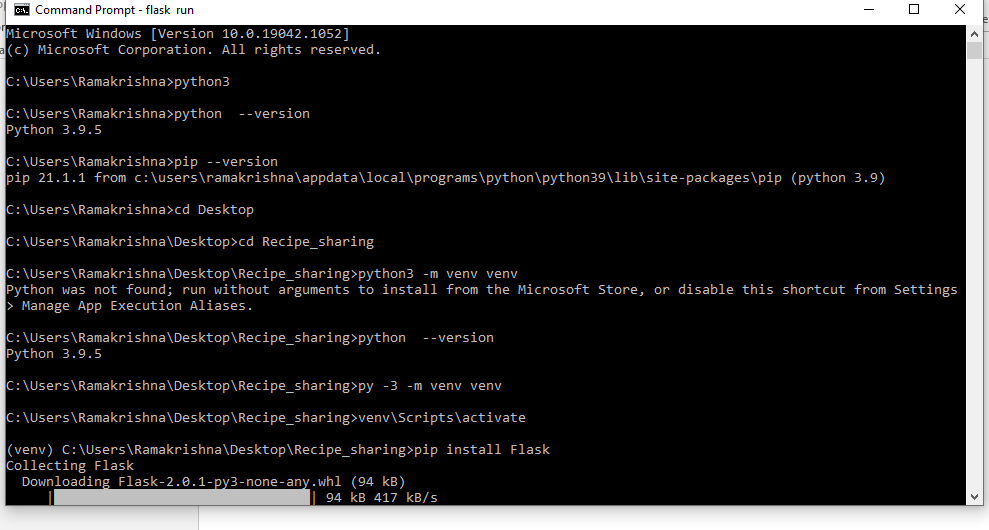 Command Prompt - flask run
Microsoft Windows [Version 10.0.19042.1052]
(c) Microsoft Corporation. All rights reserved.
C:\Users\Ramakrishna>python3
C:\Users\Ramakrishna>python  --version
Python 3.9.5
C:\Users\Ramakrishna>pip --version
pip 21.1.1 from c:\users\ramakrishna\appdata\local\programs\python\python39\lib\site-packages\pip (python 3.9)
C:\Users\Ramakrishna>cd Desktop
C:\Users\Ramakrishna\Desktop>cd Recipe_sharing
C:\Users\Ramakrishna\Desktop\Recipe_sharing>python3 -m venv venv
Python was not found; run without arguments to install from the Microsoft Store, or disable this shortcut from Settings
> Manage App Execution Aliases.
C:\Users\Ramakrishna\Desktop\Recipe_sharing>python  --version
Python 3.9.5
C:\Users\Ramakrishna\Desktop\Recipe_sharing>py -3 -m venv venv
C:\Users\Ramakrishna\Desktop\Recipe_sharing>venv\Scripts\activate
(venv) C:\Users\Ramakrishna\Desktop\Recipe_sharing>pip install Flask
Collecting Flask
  Downloading Flask-2.0.1-py3-none-any.whl (94 kB)
| | 94 kB 417 kB/s